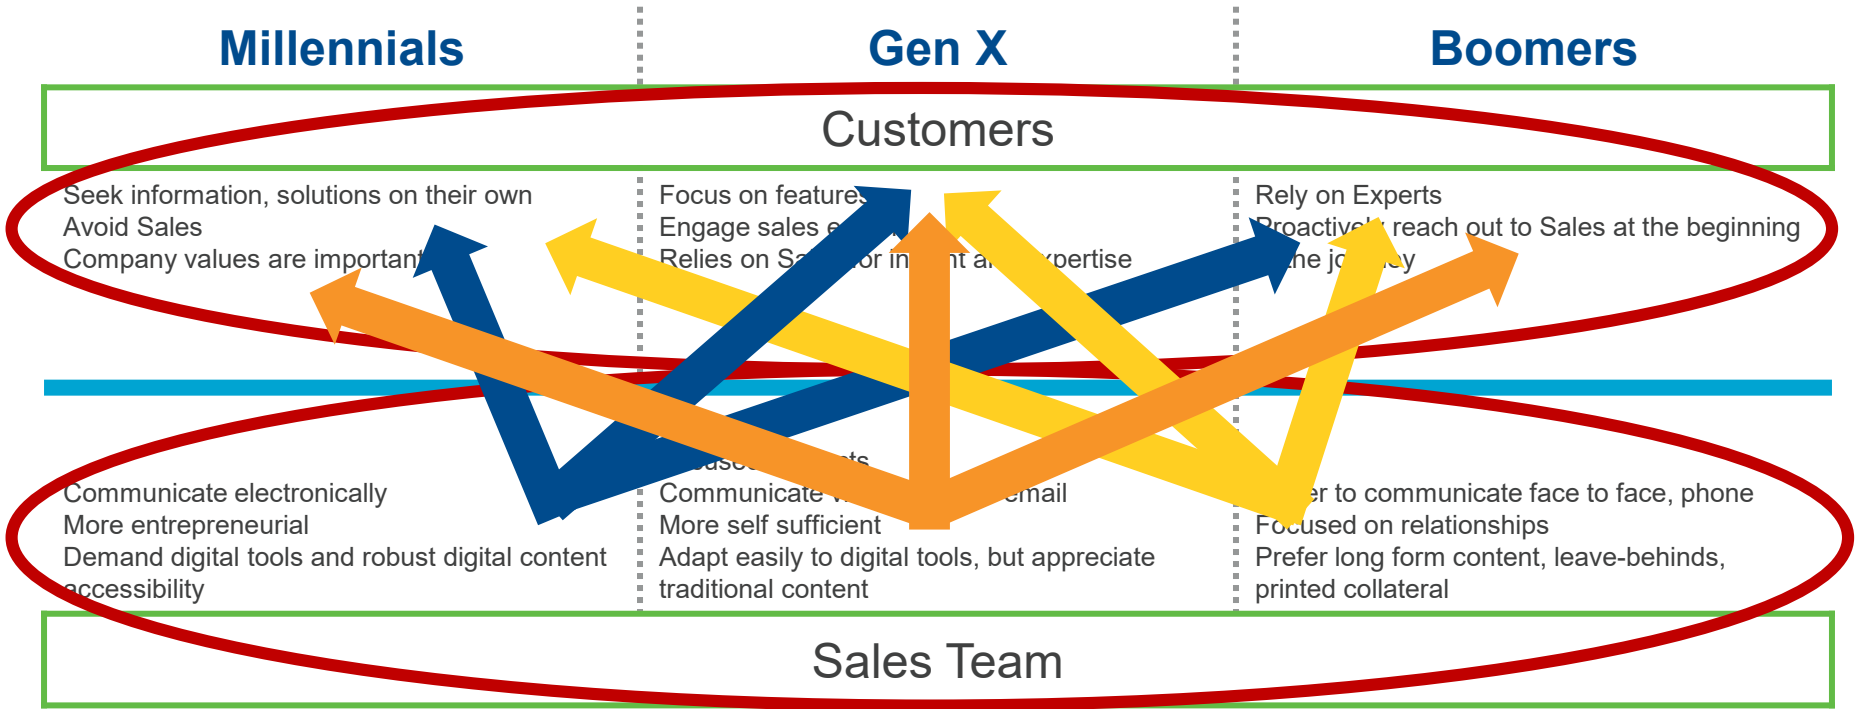 Millennials
Gen X
Boomers
Customers
Seek information, solutions on their own
Avoid Sales
Company values are important
Focus on features
Engage sales
Relies on expertise
Rely on Experts
Proactively reach out to Sales at the beginning
the journey
Communicate electronically
More entrepreneurial
Demand digital tools and robust digital content
accessibility
Communicate email
More self sufficient
Adapt easily to digital tools, but appreciate
traditional content
to communicate face to face, phone
Focused on relationships
Prefer long form content, leave-behinds,
printed collateral
Sales Team